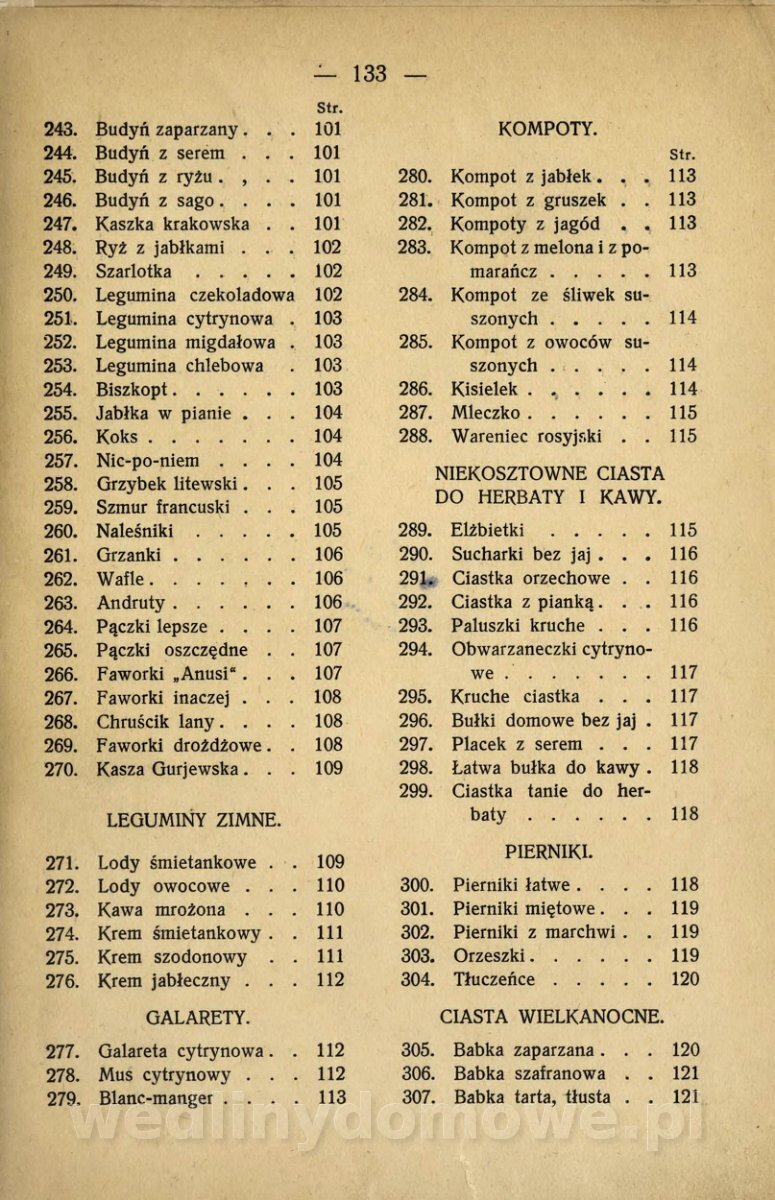 — 133 —
Str.
243. Budyń zaparzany . . . 101
244. Budyń z serem . . . 101
245. Budyń z ryżu . , . . 101
246. Budyń z sago . . . . 101
247. Kaszka krakowska . . 101
248. Ryż z jabłkami . . . 102
249. Szarlotka . . . . . 102
250. Legumina czekoladowa 102
251. Legumina cytrynowa . 103
252. Legumina migdałowa . 103
253. Legumina chlebowa . 103
254. Biszkopt . . . . . . 103
255. Jabłka w pianie . . . 104
256. Koks . . . . . . . 104
257. Nic-po-niem . . . . 104
258. Grzybek litewski . . . 105
259. Szmur francuski . . . 105
260. Naleśniki . . . . . 105
261. Grzanki . . . . . . 106
262. Wafle . . . . . . . 106
263. Andruty . . . . . . 106
264. Pączki lepsze . . . . 107
265. Pączki oszczędne . . 107
266. Faworki „Anusi“ . . . 107
267. Faworki inaczej . . . 108
268. Chruścik lany . . . . 108
269. Faworki drożdżowe . . 108
270. Kasza Gurjewska . . . 109
LEGUMINY ZIMNE.
271. Lody śmietankowe . . 109
272. Lody owocowe . . . 110
273. Kawa mrożona . . . 110
274. Krem śmietankowy . . 111
275. Krem szodonowy . . 111
276. Krem jabłeczny . . . 112
GALARETY.
277. Galareta cytrynowa . . 112
278. Mus cytrynowy . . . 112
279. Blanc-manger . . . . 113
KOMPOTY.
Str.
280. Kompot z jabłek . . . 113
281. Kompot z gruszek . . 113
282. Kompoty z jagód . . 113
283. Kompot z melona i z po-
marańcz . . . . . 113
284. Kompot ze śliwek su-
szonych . . . . . 114
285. Kompot z owoców su-
szonych . . . . . 114
286. Kisielek . . . . . . 114
287. Mleczko . . . . . . 115
288. Wareniec rosyjski . . 115
NIEKOSZTOWNE CIASTA
DO HERBATY I KAWY.
289. Elżbietki . . . . . 115
290. Sucharki bez jaj . . . 116
291. Ciastka orzechowe . . 116
292. Ciastka z pianką . . . 116
293. Paluszki kruche . . . 116
294. Obwarzaneczki cytryno-
we . . . . . . . 117
295. Kruche ciastka . . . 117
296. Bułki domowe bez jaj . 117
297. Placek z serem . . . 117
298. Łatwa bułka do kawy . 118
299. Ciastka tanie do her-
baty . . . . . . 118
PIERNIKI.
300. Pierniki łatwe . . . . 118
301. Pierniki miętowe . . . 119
302. Pierniki z marchwi . . 119
303. Orzeszki . . . . . . 119
304. Tłuczeńce . . . . . 120
CIASTA WIELKANOCNE.
305. Babka zaparzana . . . 120
306. Babka szafranowa . . 121
307. Babka tarta, tłusta . . 121
wedlinydomowe.pl